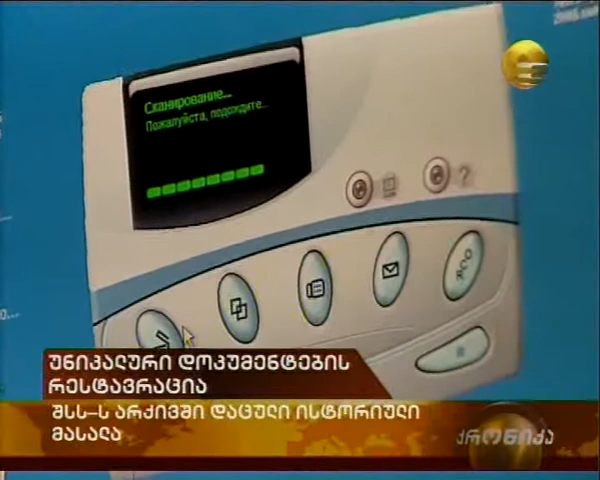 Сканирование...
Пожалуйста, подождите...
?
უნიკალური დოკუმენტების
რესტავრაცია
შსს–ს არქივში დაცული ისტორიული
მასალა
ქრონიკა